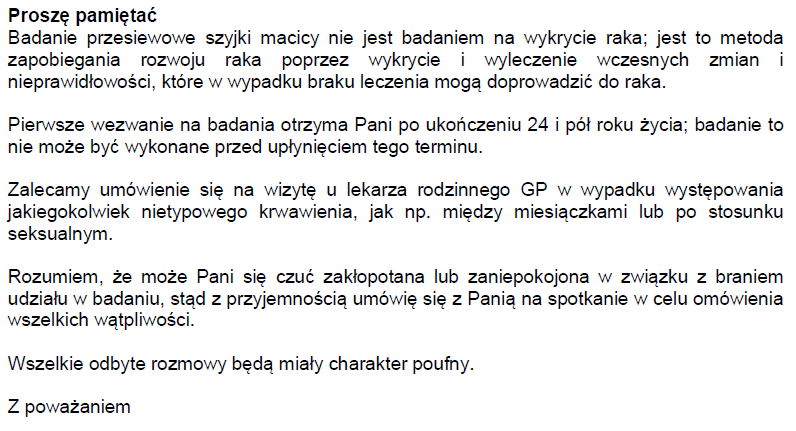 Proszę pamiętać
Badanie przesiewowe szyjki macicy nie jest badaniem na wykrycie raka; jest to metoda
zapobiegania rozwoju raka poprzez wykrycie i wyleczenie wczesnych zmian i
nieprawidłowości, które w wypadku braku leczenia mogą doprowadzić do raka.
Pierwsze wezwanie na badania otrzyma Pani po ukończeniu 24 i pół roku życia; badanie to
nie może być wykonane przed upłynięciem tego terminu.
Zalecamy umówienie się na wizytę u lekarza rodzinnego GP w wypadku występowania
jakiegokolwiek nietypowego krwawienia, jak np. między miesiączkami lub po stosunku
seksualnym.
Rozumiem, że może Pani się czuć zakłopotana lub zaniepokojona w związku z braniem
udziału w badaniu, stąd z przyjemnością umówię się z Panią na spotkanie w celu omówienia
wszelkich wątpliwości.
Wszelkie odbyte rozmowy będą miały charakter poufny.
Z poważaniem